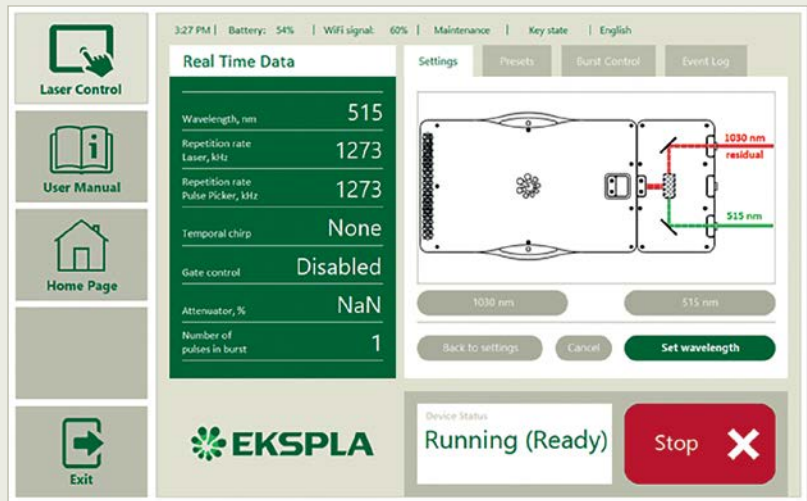 3:27 PM | Battery: 54% | WiFi signal: 60% | Maintenance | Key state | English
Laser Control
User Manual
Home Page
Exit
Real Time Data
Wavelength, nm 515
Repetition rate
Laser, kHz 1273
Repetition rate
Pulse Picker, kHz 1273
Temporal chirp None
Gate control Disabled
Attenuator, % NaN
Number of
pulses in burst 1
EKSPLA
Settings Presets Burst Control Event Log
1030 nm
residual
515 nm
1030 nm 515 nm
Back to settings Cancel Set wavelength
Device Status
Running (Ready)
Stop